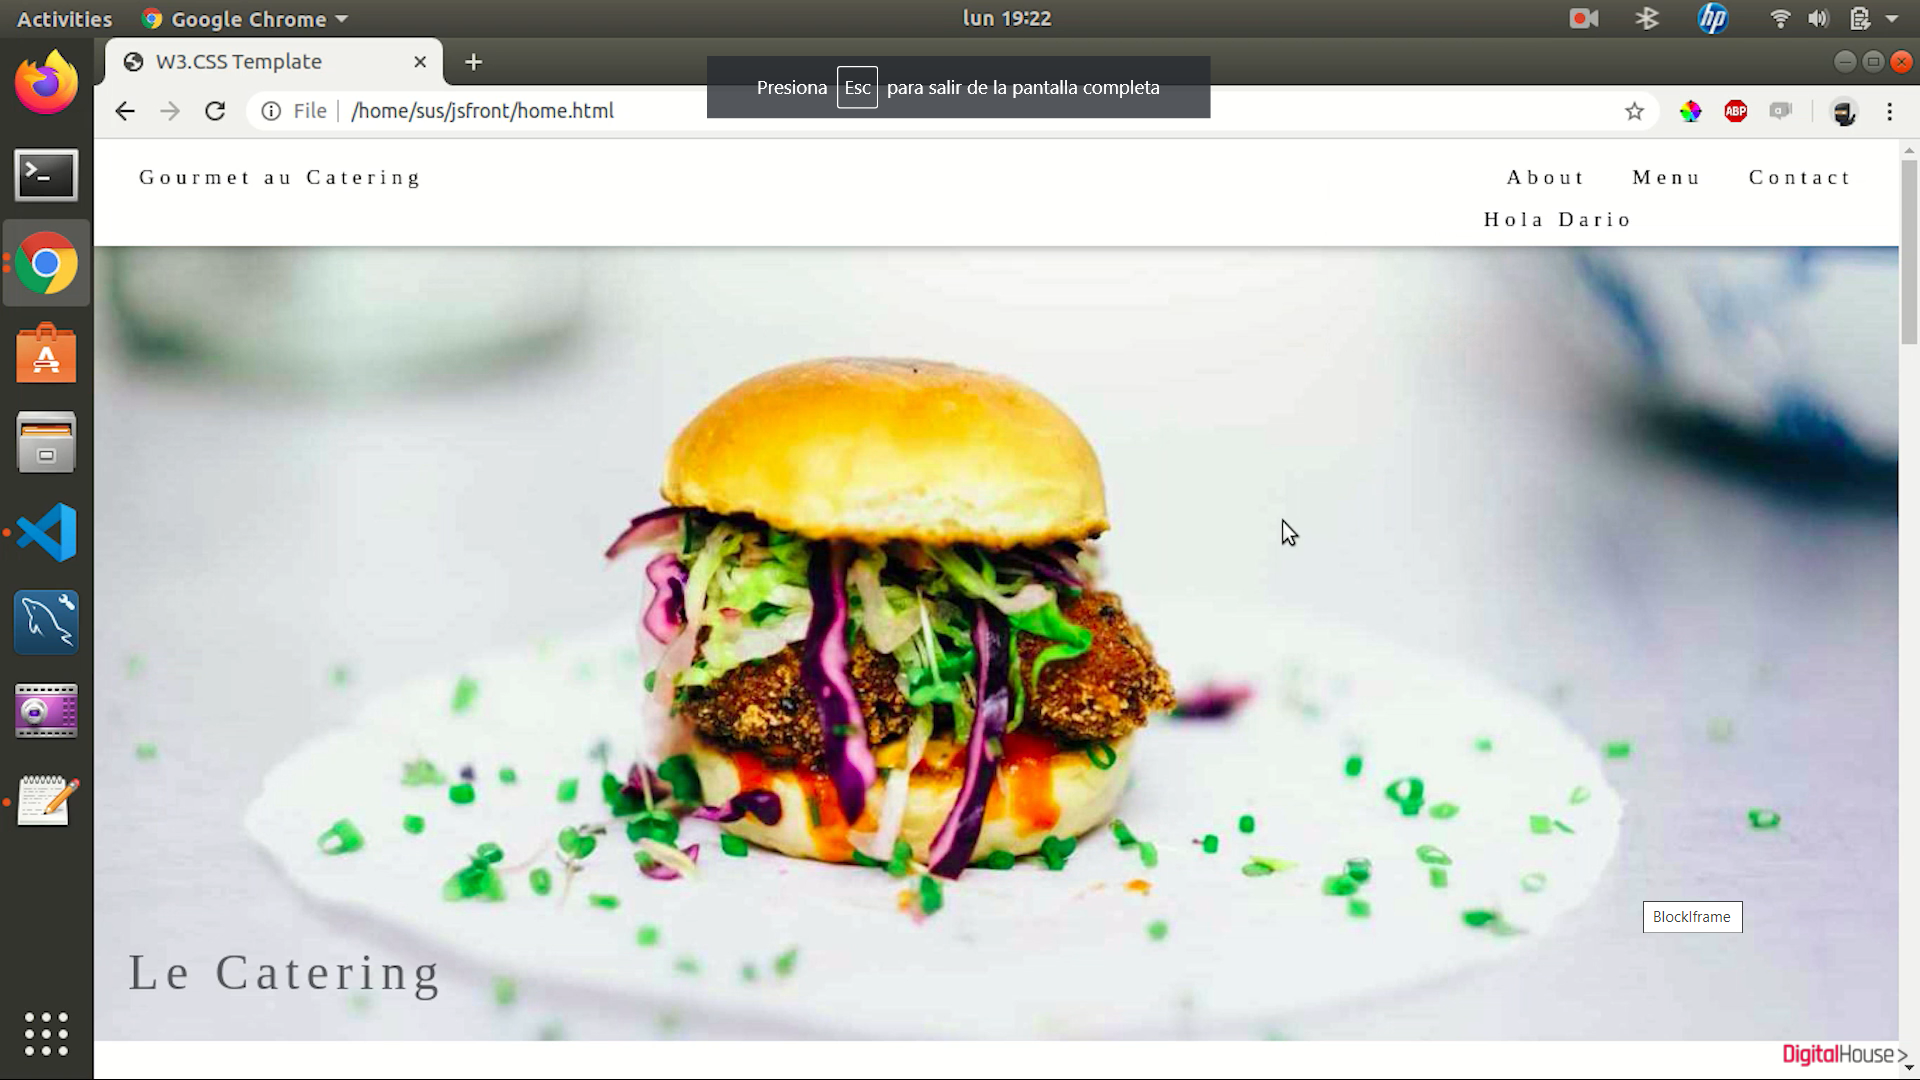 Activities
Google Chrome
lun 19:22
hp
W3.CSS Template
Presiona Esc para salir de la pantalla completa
File
/home/sus/jsfront/home.html
ABP
Gourmet au Catering
About
Menu
Contact
Hola Dario
BlockIframe
Le Catering
DigitalHouse>